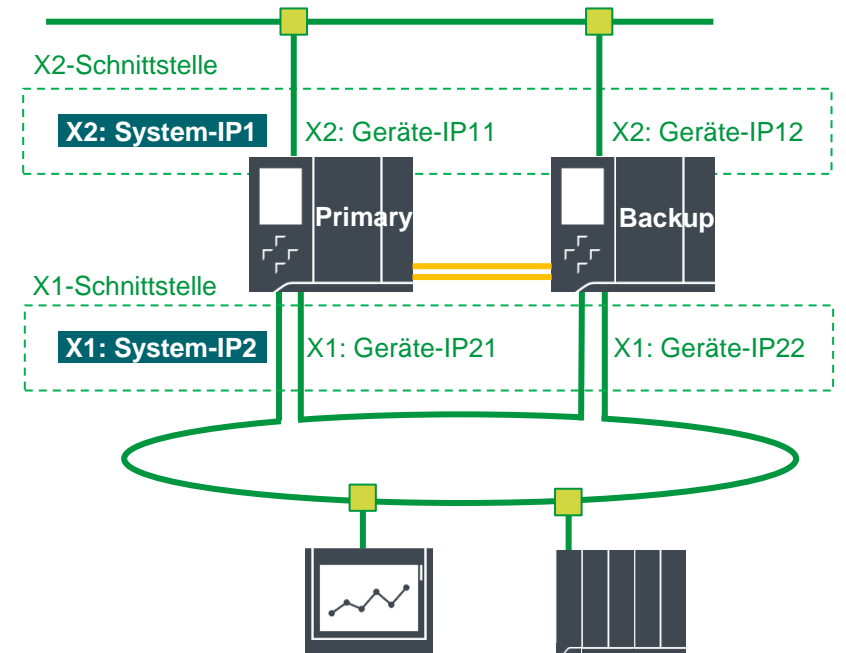 X2-Schnittstelle
X2: System-IP1
X2: Geräte-IP11
X2: Geräte-IP12
Primary
Backup
X1-Schnittstelle
X1: System-IP2
X1: Geräte-IP21
X1: Geräte-IP22